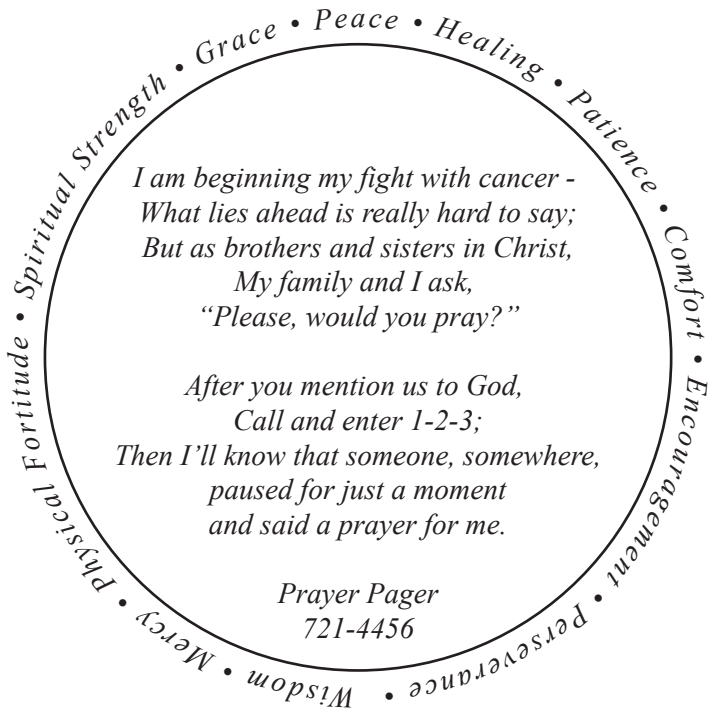 Peace • Healing • Patience • Comfort • Encouragement • Perseverance • Wisdom • Mercy • Physical Fortitude • Spiritual Strength • Grace •
I am beginning my fight with cancer -
What lies ahead is really hard to say;
But as brothers and sisters in Christ,
My family and I ask,
“Please, would you pray?”
After you mention us to God,
Call and enter 1-2-3;
Then I’ll know that someone, somewhere,
paused for just a moment
and said a prayer for me.
Prayer Pager
721-4456